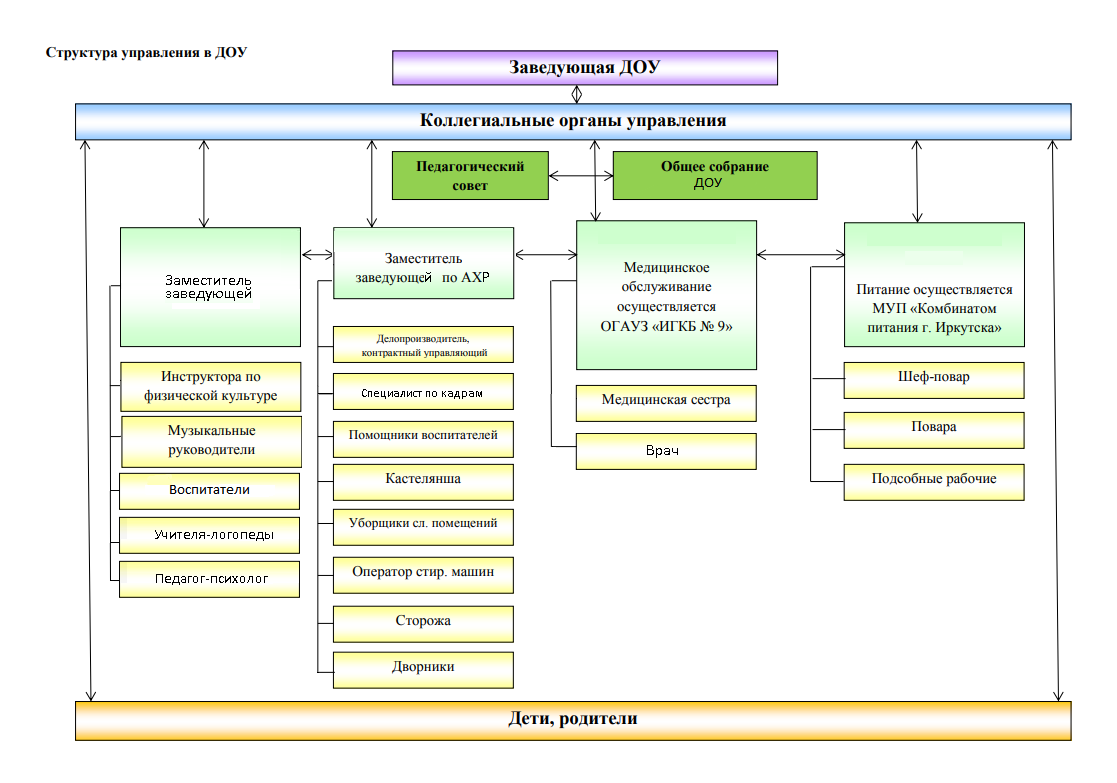 Структура управления в ДОУ
Заведующая ДОУ
Коллегиальные органы управления
Педагогический
совет
Общее собрание
ДОУ
Заместитель
заведующей
Инструктора по
физической культуре
Музыкальные
руководители
Воспитатели
Учителя-логопеды
Педагог-психолог
Заместитель
заведующей по АХР
Делопроизводитель,
контрактный управляющий
Специалист по кадрам
Помощники воспитателей
Кастелянша
Уборщики сл. помещений
Оператор стир. машин
Сторожа
Дворники
Медицинское
обслуживание
осуществляется
ОГАУЗ «ИГКБ № 9»
Медицинская сестра
Врач
Питание осуществляется
МУП «Комбинатом
питания г. Иркутска»
Шеф-повар
Повара
Подсобные рабочие
Дети, родители